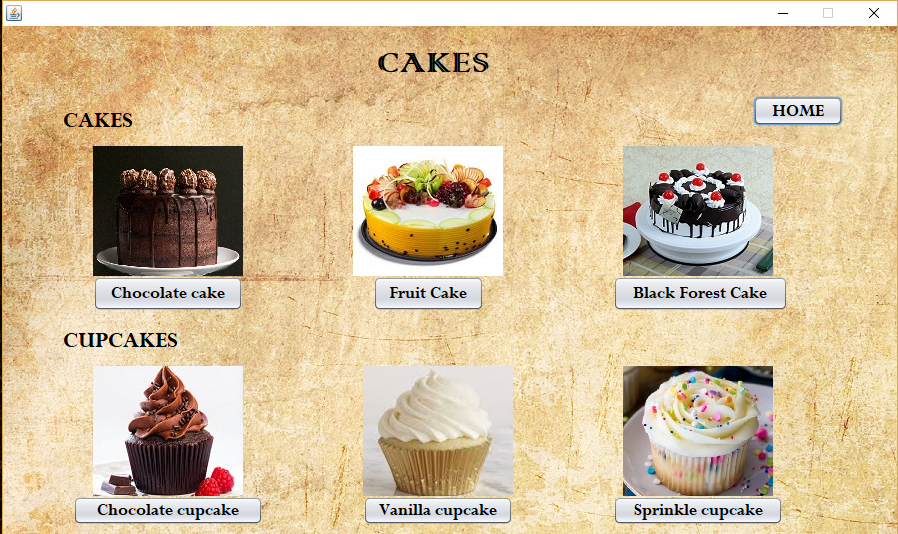 CAKES
HOME
CAKES
Chocolate cake
Fruit Cake
Black Forest Cake
CUPCAKES
Chocolate cupcake
Vanilla cupcake
Sprinkle cupcake